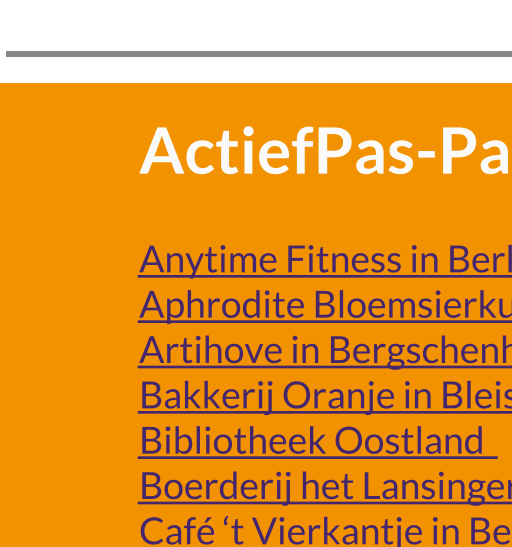 ActiefPas-Pa
Anytime Fitness in Ber
Aphrodite Bloemsierku
Artihove in Bergschenh
Bakkerij Oranje in Bleis
Bibliotheek Oostland
Boerderij het Lansinger
Café ‘t Vierkantje in Be